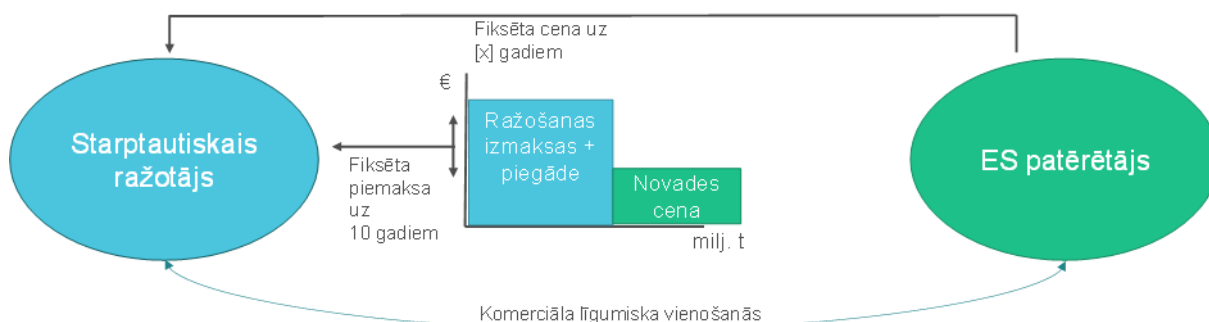 Fiksēta cena uz
[x] gadiem
€
Starptautiskais
ražotājs
Fiksēta
piemaksa
uz
10 gadiem
Ražošanas
izmaksas +
piegāde
Novades
cena
milj. t
ES patērētājs
Komerciāla līgumiska vienošanās